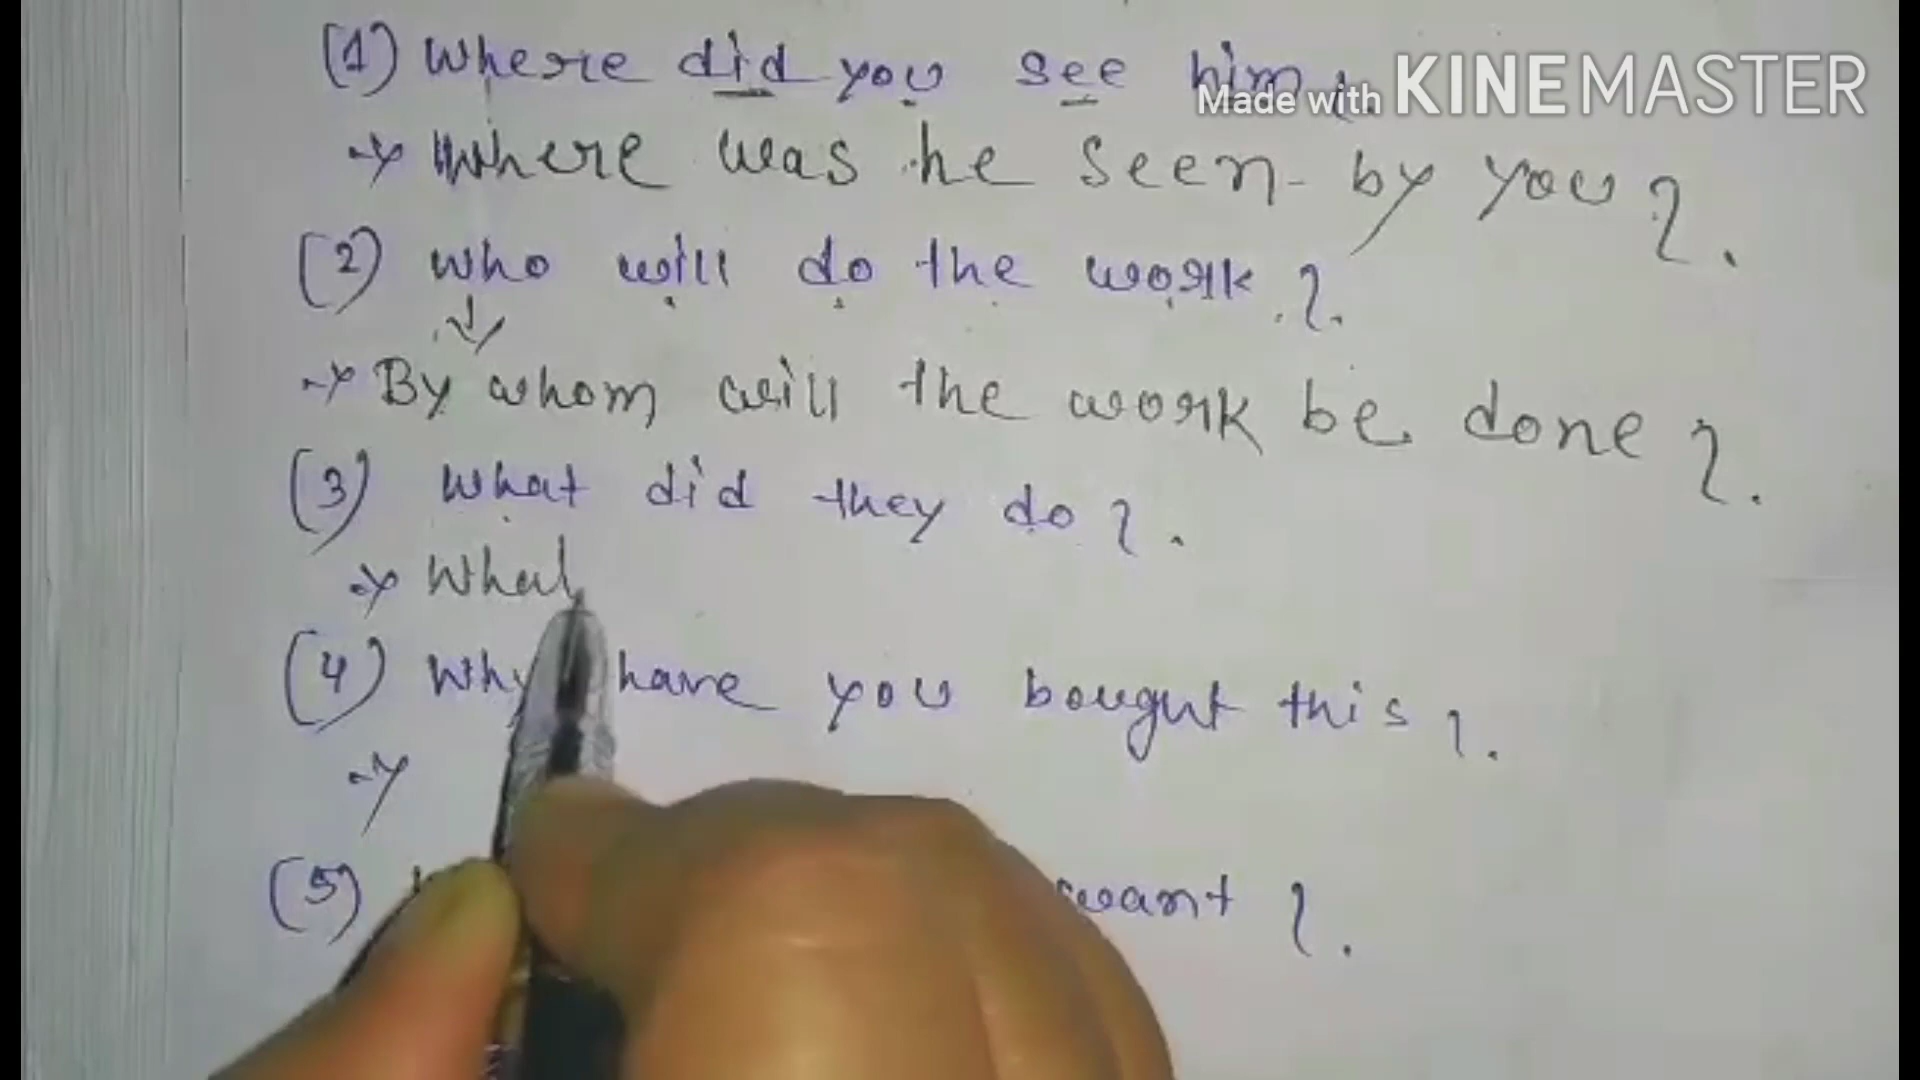 (1) Where did you see him ?.
Made with KINEMASTER
→ Where was he seen by you ?.
(2) Who will do the work ?.
→ By whom will the work be done ?.
(3) What did they do ?.
→ What
(4) Why have you bought this ?.
→
(5) want ?.